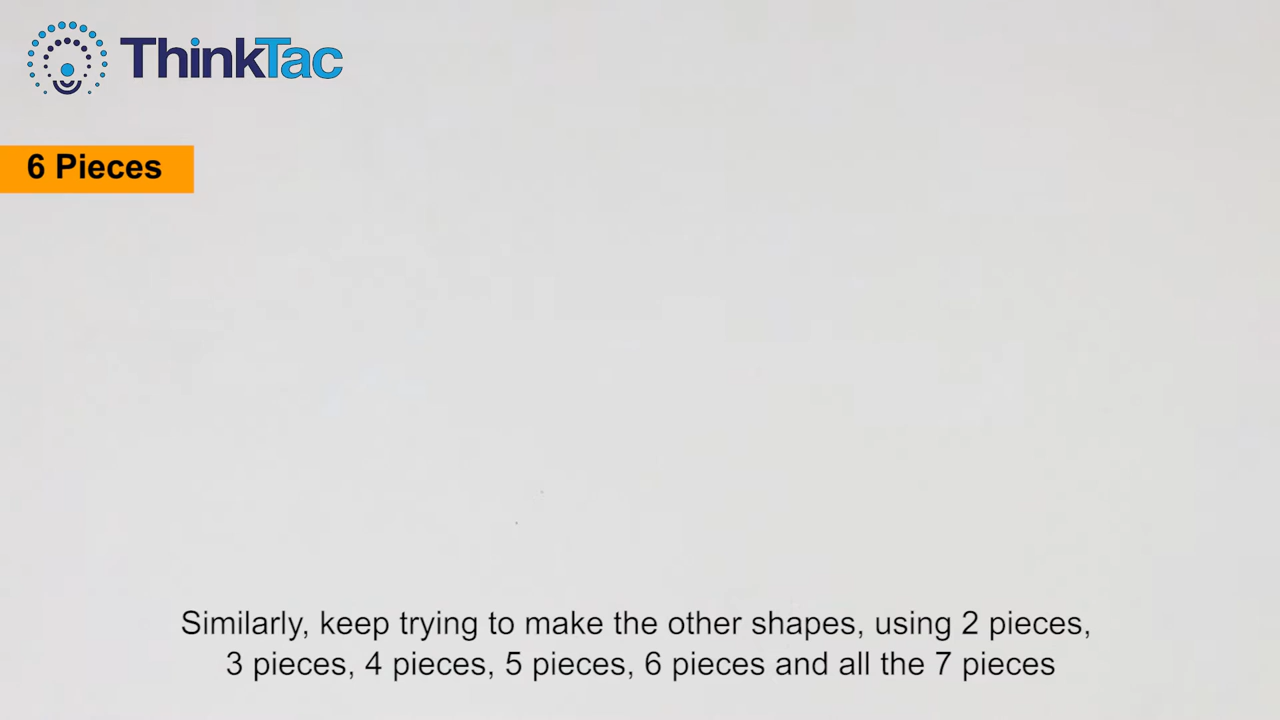 ThinkTac
6 Pieces
Similarly, keep trying to make the other shapes, using 2 pieces,
3 pieces, 4 pieces, 5 pieces, 6 pieces and all the 7 pieces